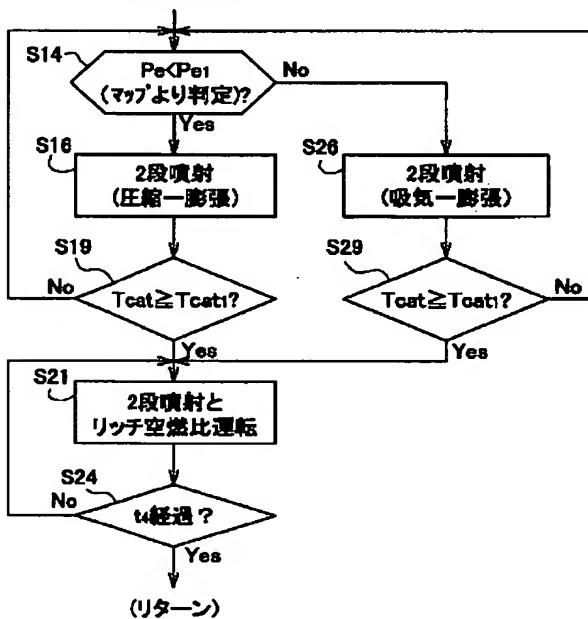 S14
Pe<Pe1
(マップより判定)?
No
Yes
S16
2段噴射
(圧縮ー膨張)
S26
2段噴射
(吸気ー膨張)
S19
Tcat≧Tcat1?
No
Yes
S29
Tcat≧Tcat1?
No
Yes
S21
2段噴射と
リッチ空燃比運転
S24
t4経過?
No
Yes
(リターン)